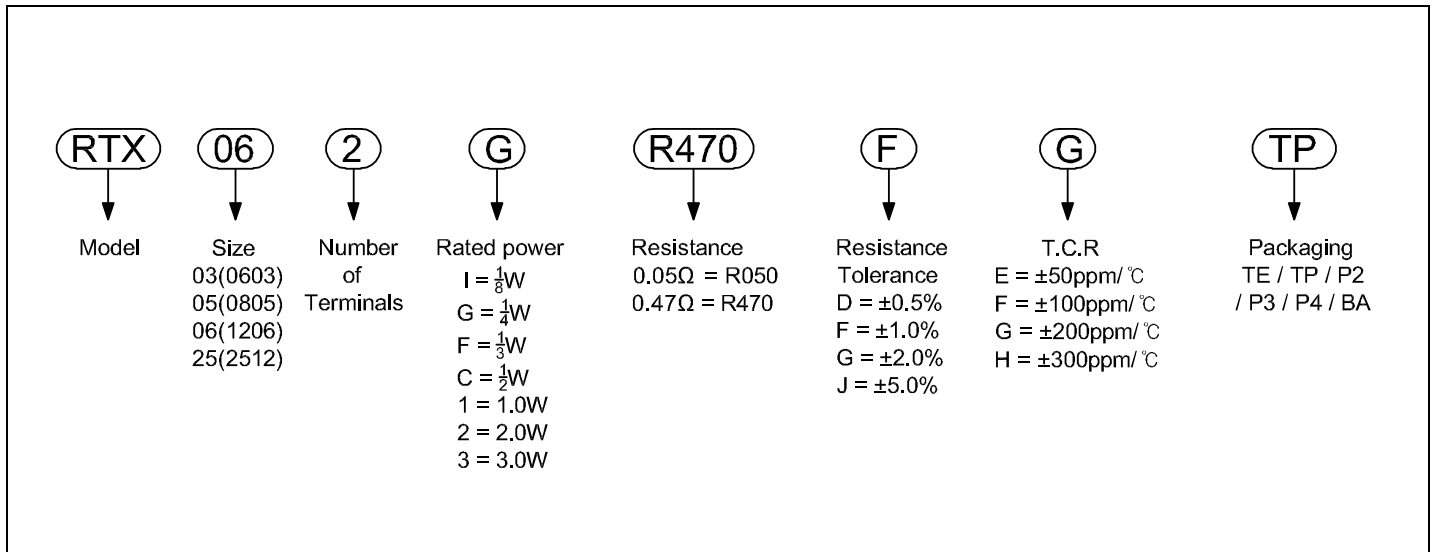 RTX 06 2 G R470 F G TP
Model
Size
03(0603)
05(0805)
06(1206)
25(2512)
Number
of
Terminals
Rated power
I = 1/8W
G = 1/4W
F = 1/3W
C = 1/2W
1 = 1.0W
2 = 2.0W
3 = 3.0W
Resistance
0.05Ω = R050
0.47Ω = R470
Resistance
Tolerance
D = ±0.5%
F = ±1.0%
G = ±2.0%
J = ±5.0%
T.C.R
E = ±50ppm/ ℃
F = ±100ppm/ ℃
G = ±200ppm/ ℃
H = ±300ppm/ ℃
Packaging
TE / TP / P2
/ P3 / P4 / BA